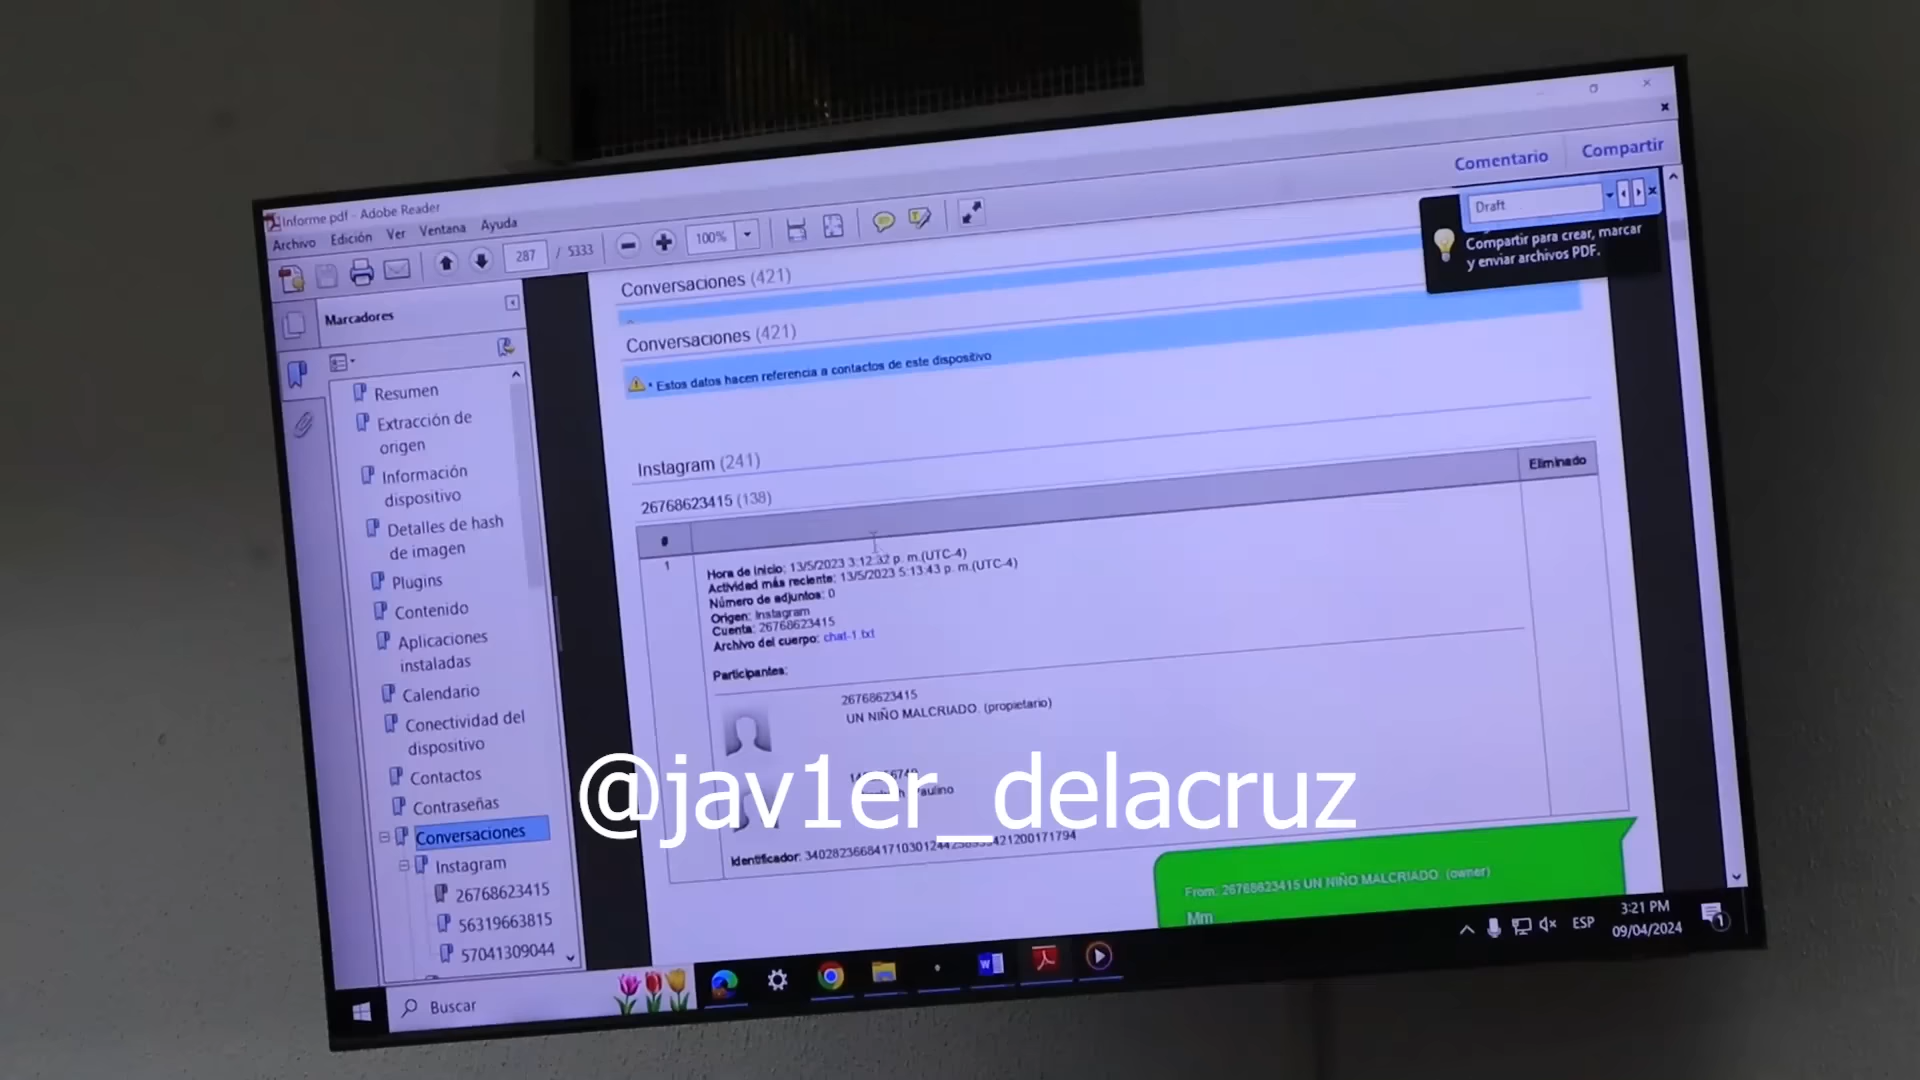 Informe.pdf - Adobe Reader
Archivo Edición Ver Ventana Ayuda
287 / 5333
100%
Comentario
Compartir
Draft
Compartir para crear, marcar
y enviar archivos PDF.
Marcadores
Resumen
Extracción de
origen
Información
dispositivo
Detalles de hash
de imagen
Plugins
Contenido
Aplicaciones
instaladas
Calendario
Conectividad del
dispositivo
Contactos
Contraseñas
Conversaciones
Instagram
26768623415
56319663815
57041309044
Conversaciones (421)
Conversaciones (421)
• Estos datos hacen referencia a contactos de este dispositivo
Instagram (241)
26768623415 (138)
#
Eliminado
1
Hora de inicio: 13/5/2023 3:12:32 p. m.(UTC-4)
Actividad más reciente: 13/5/2023 5:13:43 p. m.(UTC-4)
Número de adjuntos: 0
Origen: Instagram
Cuenta: 26768623415
Archivo del cuerpo: chat-1.txt
Participantes:
26768623415
UN NIÑO MALCRIADO. (propietario)
@jav1er_delacruz
Identificador:
From: 26768623415 UN NIÑO MALCRIADO. (owner)
Mm
Buscar
ESP
3:21 PM
09/04/2024
1